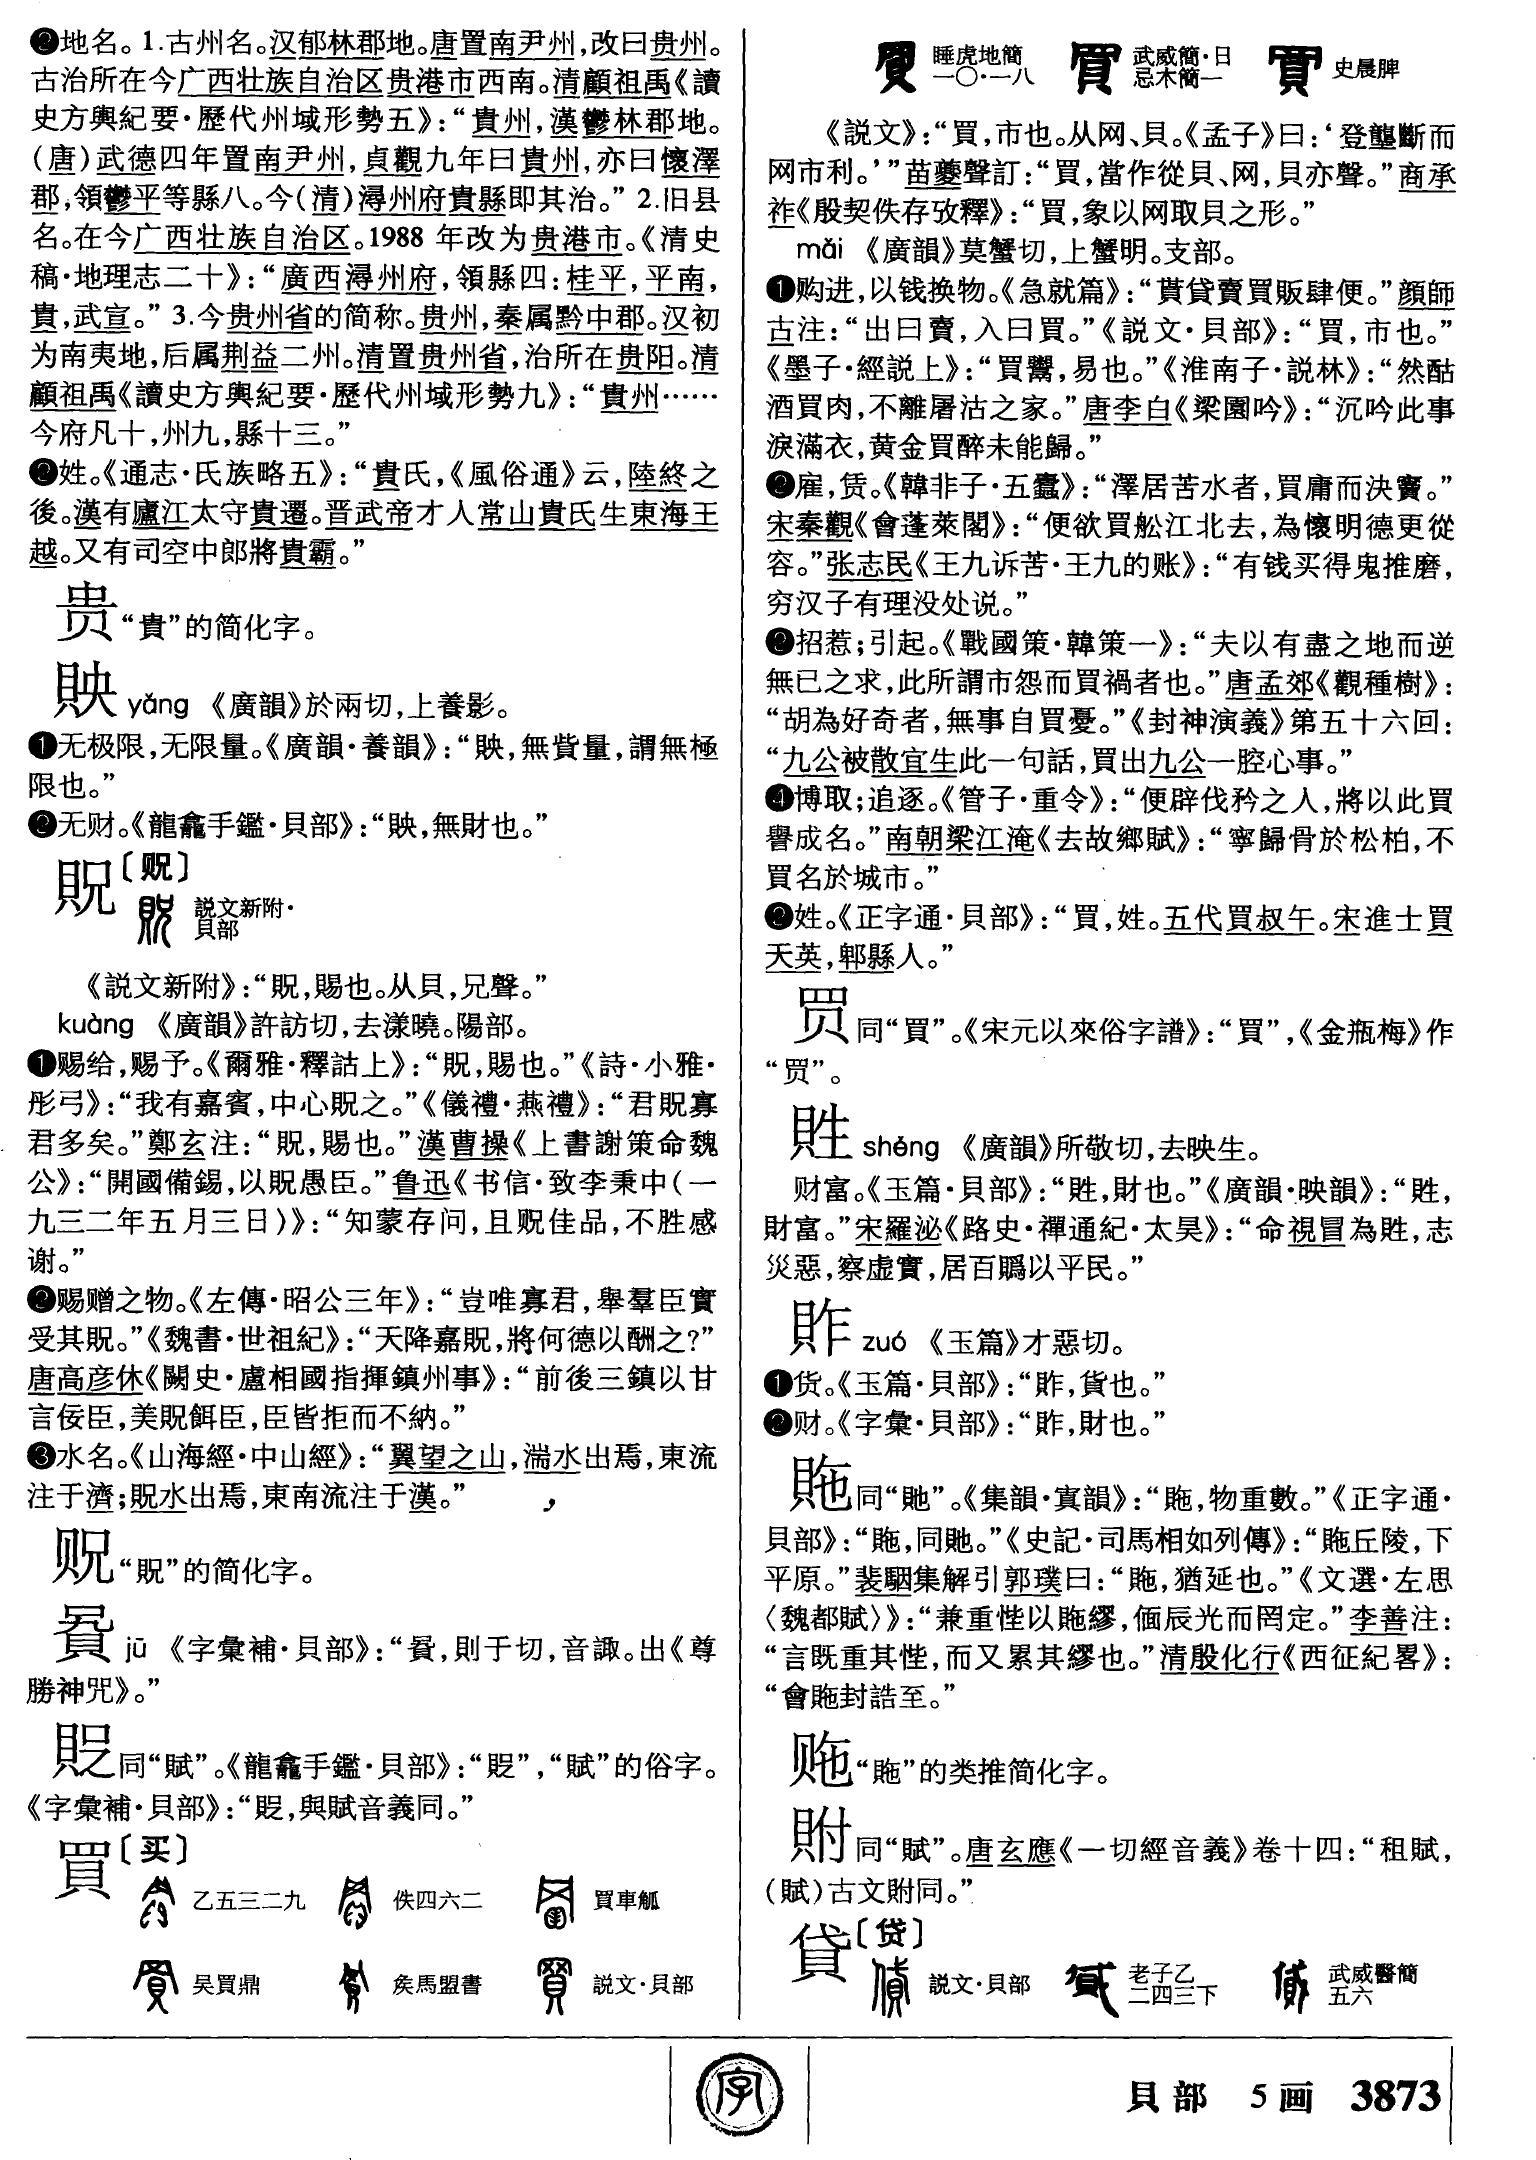 ❷地名。1.古州名。汉郁林郡地。唐置南尹州,改曰贵州。
古治所在今广西壮族自治区贵港市西南。清顧祖禹《讀
史方輿紀要·歷代州域形勢五》:“貴州,漢鬱林郡地。
(唐)武德四年置南尹州,貞觀九年曰貴州,亦曰懷澤
郡,領鬱平等縣八。今(清)潯州府貴縣即其治。”2.旧县
名。在今广西壮族自治区。1988 年改为贵港市。《清史
稿·地理志二十》:“廣西潯州府,領縣四:桂平,平南,
貴,武宣。”3.今贵州省的简称。贵州,秦属黔中郡。汉初
为南夷地,后属荆益二州。清置贵州省,治所在贵阳。清
顧祖禹《讀史方輿紀要·歷代州域形勢九》:“貴州……
今府凡十,州九,縣十三。”
❷姓。《通志·氏族略五》:“貴氏,《風俗通》云,陸終之
後。漢有廬江太守貴遷。晋武帝才人常山貴氏生東海王
越。又有司空中郎將貴霸。”
贵“貴”的简化字。
䝼 yǎng 《廣韻》於兩切,上養影。
❶无极限,无限量。《廣韻·養韻》:“䝼,無貲量,謂無極
限也。”
❷无财。《龍龕手鑑·貝部》:“䝼,無財也。”
貺〔贶〕
説文新附·
貝部
《説文新附》:“貺,賜也。从貝,兄聲。”
kuàng 《廣韻》許訪切,去漾曉。陽部。
❶赐给,赐予。《爾雅·釋詁上》:“貺,賜也。”《詩·小雅·
彤弓》:“我有嘉賓,中心貺之。”《儀禮·燕禮》:“君貺寡
君多矣。”鄭玄注:“貺,賜也。”漢曹操《上書謝策命魏
公》:“開國備錫,以貺愚臣。”鲁迅《书信·致李秉中(一
九三二年五月三日)》:“知蒙存问,且贶佳品,不胜感
谢。”
❷赐赠之物。《左傳·昭公三年》:“豈唯寡君,舉羣臣實
受其貺。”《魏書·世祖紀》:“天降嘉貺,將何德以酬之?”
唐高彦休《闕史·盧相國指揮鎮州事》:“前後三鎮以甘
言佞臣,美貺餌臣,臣皆拒而不納。”
❸水名。《山海經·中山經》:“翼望之山,湍水出焉,東流
注于濟;貺水出焉,東南流注于漢。”
贶“貺”的简化字。
jū 《字彙補·貝部》:“,則于切,音諏。出《尊
勝神咒》。”
同“賦”。《龍龕手鑑·貝部》:“”,“賦”的俗字。
《字彙補·貝部》:“,與賦音義同。”
買〔买〕
乙五三二九 佚四六二 買車觚
吴買鼎 矦馬盟書 説文·貝部
睡虎地簡 武威簡·日 史晨脾
一〇·一八 忌木簡一
《説文》:“買,市也。从网、貝。《孟子》曰:‘登壟斷而
网市利。’”苗夔聲訂:“買,當作從貝、网,貝亦聲。”商承
祚《殷契佚存攷釋》:“買,象以网取貝之形。”
mǎi 《廣韻》莫蟹切,上蟹明。支部。
❶购进,以钱换物。《急就篇》:“貰貸賣買販肆便。”顔師
古注:“出曰賣,入曰買。”《説文·貝部》:“買,市也。”
《墨子·經説上》:“買鬻,易也。”《淮南子·説林》:“然酤
酒買肉,不離屠沽之家。”唐李白《梁園吟》:“沉吟此事
淚滿衣,黄金買醉未能歸。”
❷雇,赁。《韓非子·五蠹》:“澤居苦水者,買庸而決竇。”
宋秦觀《會蓬萊閣》:“便欲買舩江北去,為懷明德更從
容。”张志民《王九诉苦·王九的账》:“有钱买得鬼推磨,
穷汉子有理没处说。”
❷招惹;引起。《戰國策·韓策一》:“夫以有盡之地而逆
無已之求,此所謂市怨而買禍者也。”唐孟郊《觀種樹》:
“胡為好奇者,無事自買憂。”《封神演義》第五十六回:
“九公被散宜生此一句話,買出九公一腔心事。”
❹博取;追逐。《管子·重令》:“便辟伐矜之人,將以此買
譽成名。”南朝梁江淹《去故鄉賦》:“寧歸骨於松柏,不
買名於城市。”
❷姓。《正字通·貝部》:“買,姓。五代買叔午。宋進士買
天英,郫縣人。”
同“買”。《宋元以來俗字譜》:“買”,《金瓶梅》作
“”。
貹 shèng 《廣韻》所敬切,去映生。
财富。《玉篇·貝部》:“貹,財也。”《廣韻·映韻》:“貹,
財富。”宋羅泌《路史·禪通紀·太昊》:“命視冒為貹,志
災惡,察虚實,居百瞯以平民。”
䝫 zuó 《玉篇》才惡切。
❶货。《玉篇·貝部》:“䝫,貨也。”
❷财。《字彙·貝部》:“䝫,財也。”
貤同“貤”。《集韻·寘韻》:“貤,物重數。”《正字通·
貝部》:“貤,同貤。”《史記·司馬相如列傳》:“貤丘陵,下
平原。”裴駰集解引郭璞曰:“貤,猶延也。”《文選·左思
〈魏都賦〉》:“兼重悂以貤繆,偭辰光而罔定。”李善注:
“言既重其悂,而又累其繆也。”清殷化行《西征紀畧》:
“會貤封誥至。”
“貤”的类推简化字。
同“賦”。唐玄應《一切經音義》卷十四:“租賦,
(賦)古文同。”
貸〔贷〕
説文·貝部 老子乙 武威醫簡
二四三下 五六
字
貝部 5画 3873